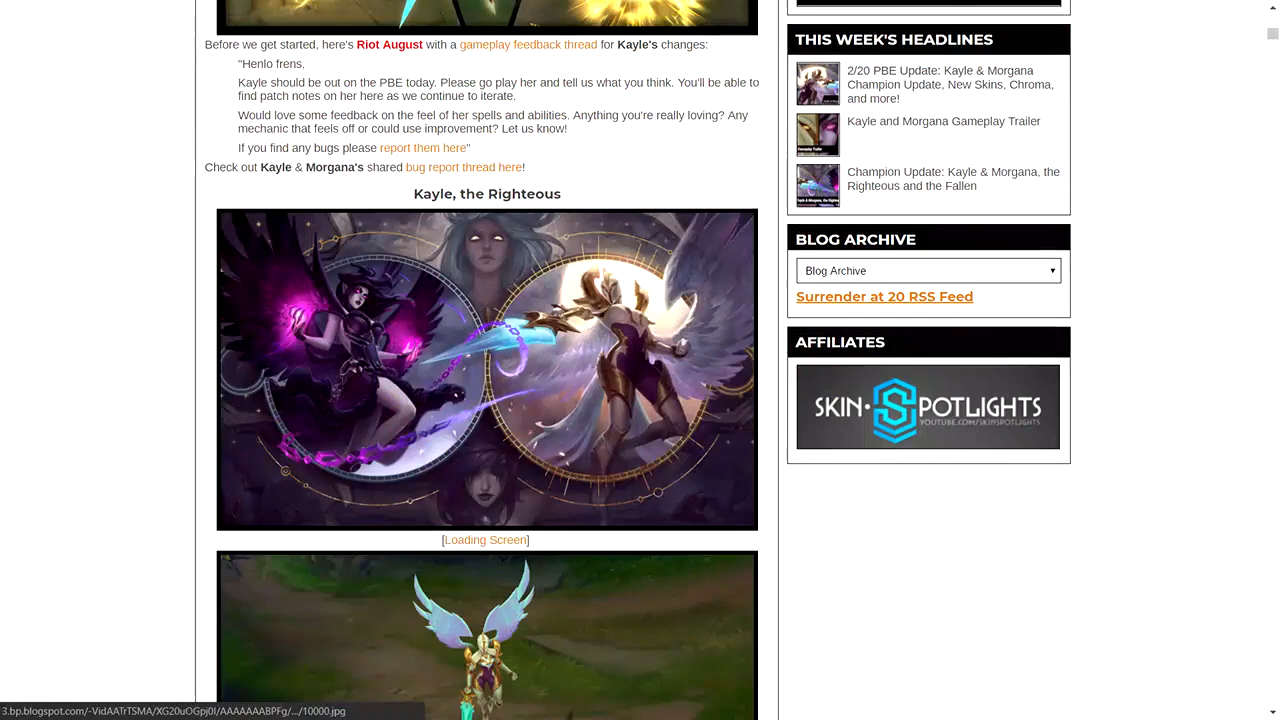 Before we get started, here's Riot August with a gameplay feedback thread for Kayle's changes:
"Henlo frens,
Kayle should be out on the PBE today. Please go play her and tell us what you think. You'll be able to
find patch notes on her here as we continue to iterate.
Would love some feedback on the feel of her spells and abilities. Anything you're really loving? Any
mechanic that feels off or could use improvement? Let us know!
If you find any bugs please report them here"
Check out Kayle & Morgana's shared bug report thread here!
Kayle, the Righteous
[Loading Screen]
THIS WEEK'S HEADLINES
2/20 PBE Update: Kayle & Morgana
Champion Update, New Skins, Chroma,
and more!
Kayle and Morgana Gameplay Trailer
Champion Update: Kayle & Morgana, the
Righteous and the Fallen
BLOG ARCHIVE
Blog Archive
Surrender at 20 RSS Feed
AFFILIATES
SKIN·SPOTLIGHTS
YOUTUBE.COM/SKINSPOTLIGHTS
3.bp.blogspot.com/-VidAATrTSMA/XG20uOGpj0I/AAAAAAABPFg/.../10000.jpg